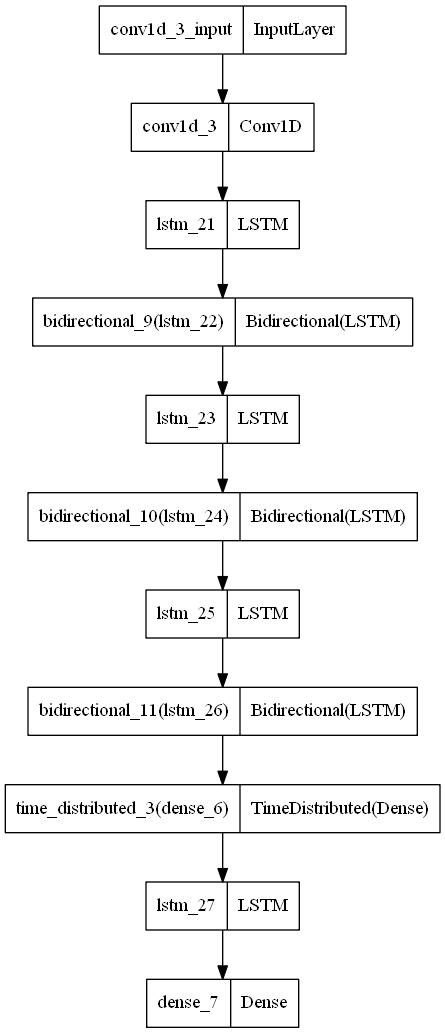 conv1d_3_input InputLayer
conv1d_3 Conv1D
lstm_21 LSTM
bidirectional_9(lstm_22) Bidirectional(LSTM)
lstm_23 LSTM
bidirectional_10(lstm_24) Bidirectional(LSTM)
lstm_25 LSTM
bidirectional_11(lstm_26) Bidirectional(LSTM)
time_distributed_3(dense_6) TimeDistributed(Dense)
lstm_27 LSTM
dense_7 Dense